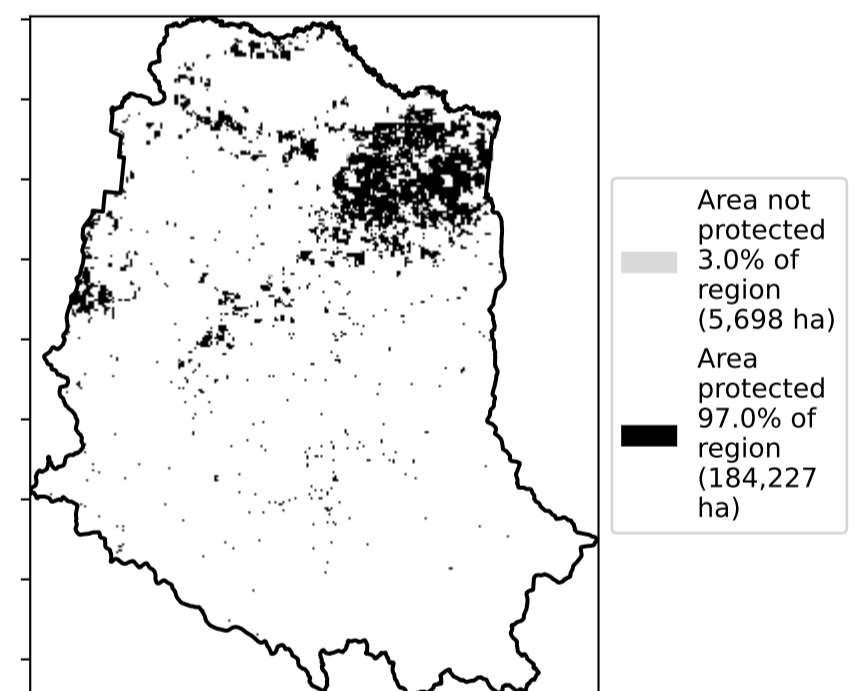 Area not
protected
3.0% of
region
(5,698 ha)
Area
protected
97.0% of
region
(184,227
ha)